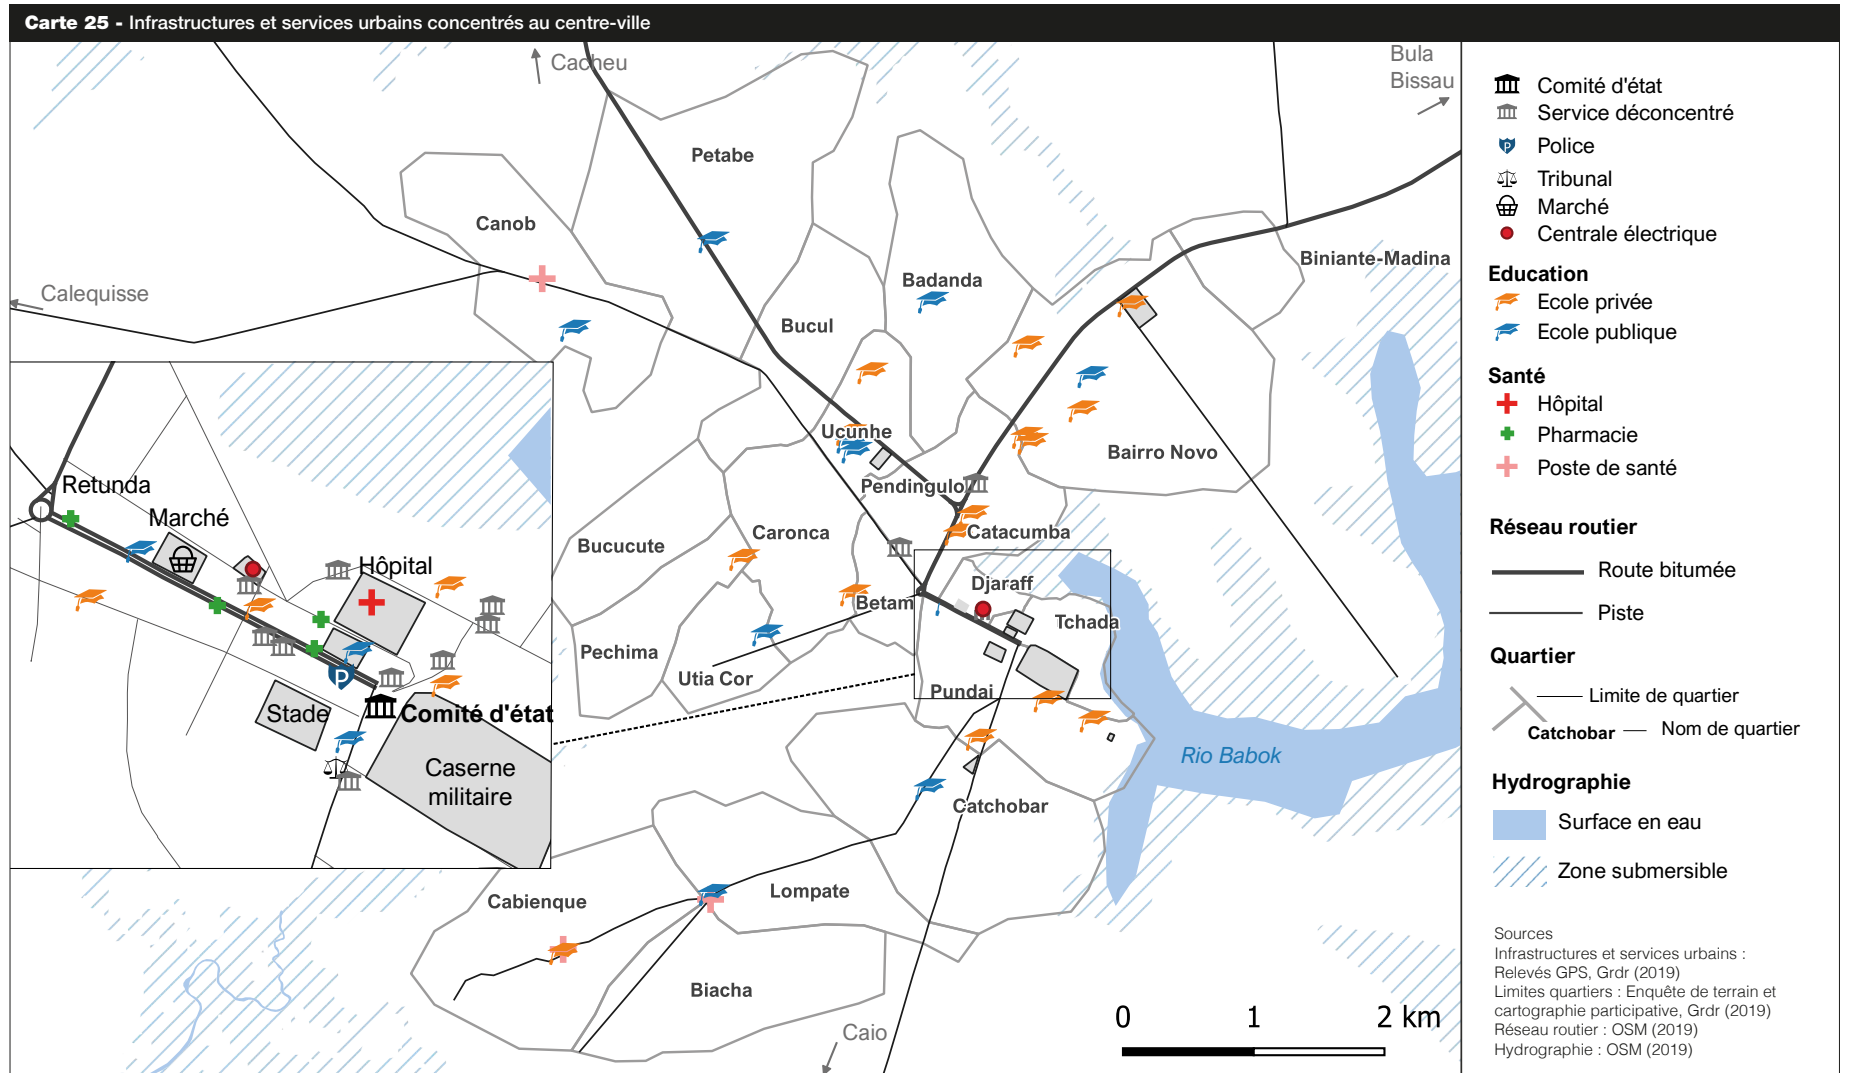 Carte 25 - Infrastructures et services urbains concentrés au centre-ville
Cacheu
Bula
Bissau
Petabe
Canob
Calequisse
Badanda
Biniante-Madina
Bucul
Ucunhe
Bairro Novo
Pendingulo
Catacumba
Caronca
Bucucute
Djaraff
Betam
Tchada
Pechima
Utia Cor
Pundai
Rio Babok
Catchobar
Lompate
Cabienque
Biacha
Caio
Retunda
Marché
Hôpital
P
Stade
Comité d'état
Caserne
militaire
0 1 2 km
Comité d'état
Service déconcentré
P Police
Tribunal
Marché
Centrale électrique
Education
Ecole privée
Ecole publique
Santé
Hôpital
Pharmacie
Poste de santé
Réseau routier
Route bitumée
Piste
Quartier
Limite de quartier
Catchobar Nom de quartier
Hydrographie
Surface en eau
Zone submersible
Sources
Infrastructures et services urbains :
Relevés GPS, Grdr (2019)
Limites quartiers : Enquête de terrain et
cartographie participative, Grdr (2019)
Réseau routier : OSM (2019)
Hydrographie : OSM (2019)